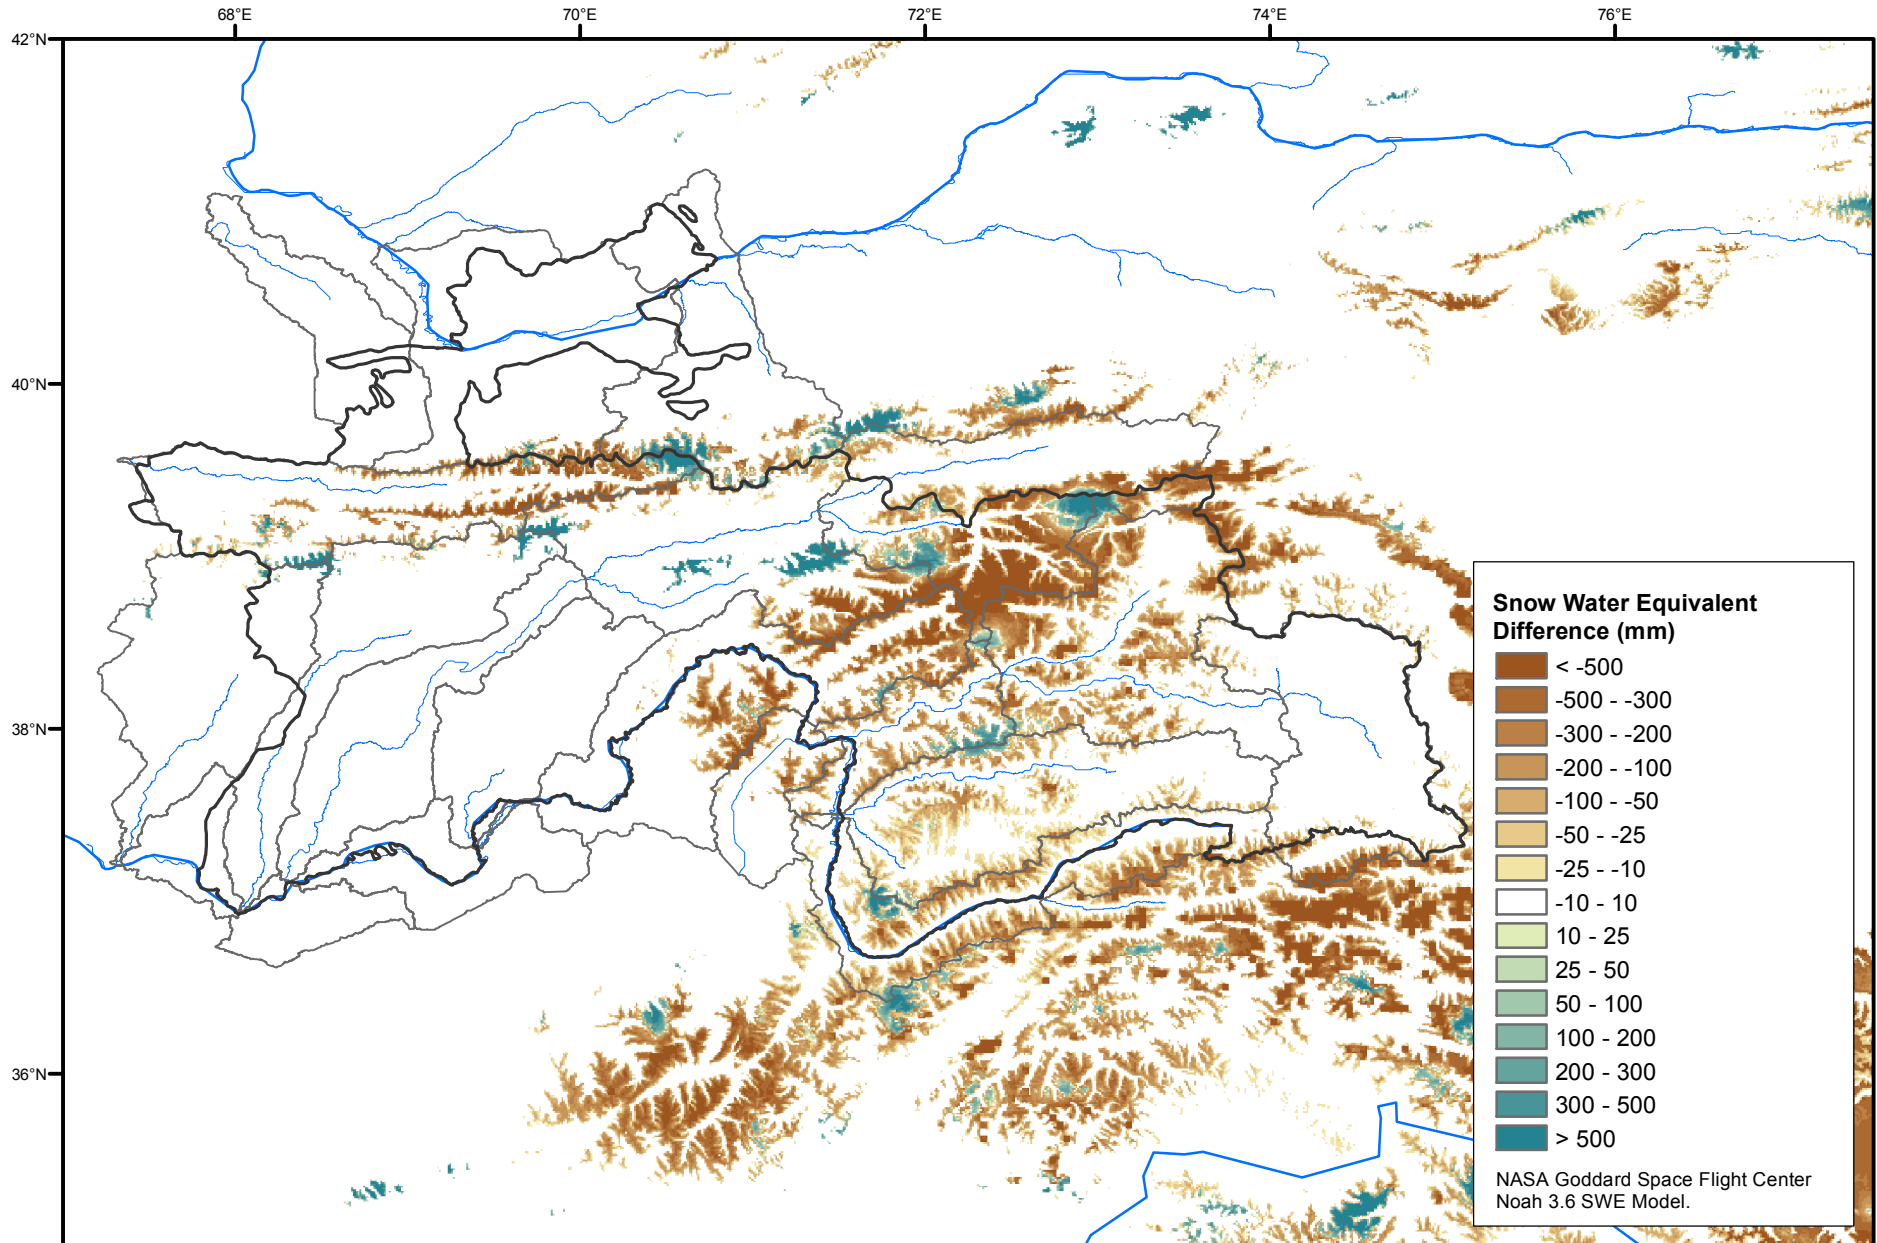 68°E
70°E
72°E
74°E
76°E
42°N
40°N
38°N
36°N
Snow Water Equivalent
Difference (mm)
< -500
-500 - -300
-300 - -200
-200 - -100
-100 - -50
-50 - -25
-25 - -10
-10 - 10
10 - 25
25 - 50
50 - 100
100 - 200
200 - 300
300 - 500
> 500
NASA Goddard Space Flight Center
Noah 3.6 SWE Model.